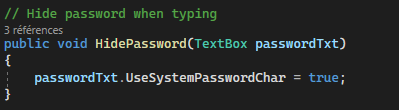 // Hide password when typing
3 références
public void HidePassword(TextBox passwordTxt)
{
    passwordTxt.UseSystemPasswordChar = true;
}